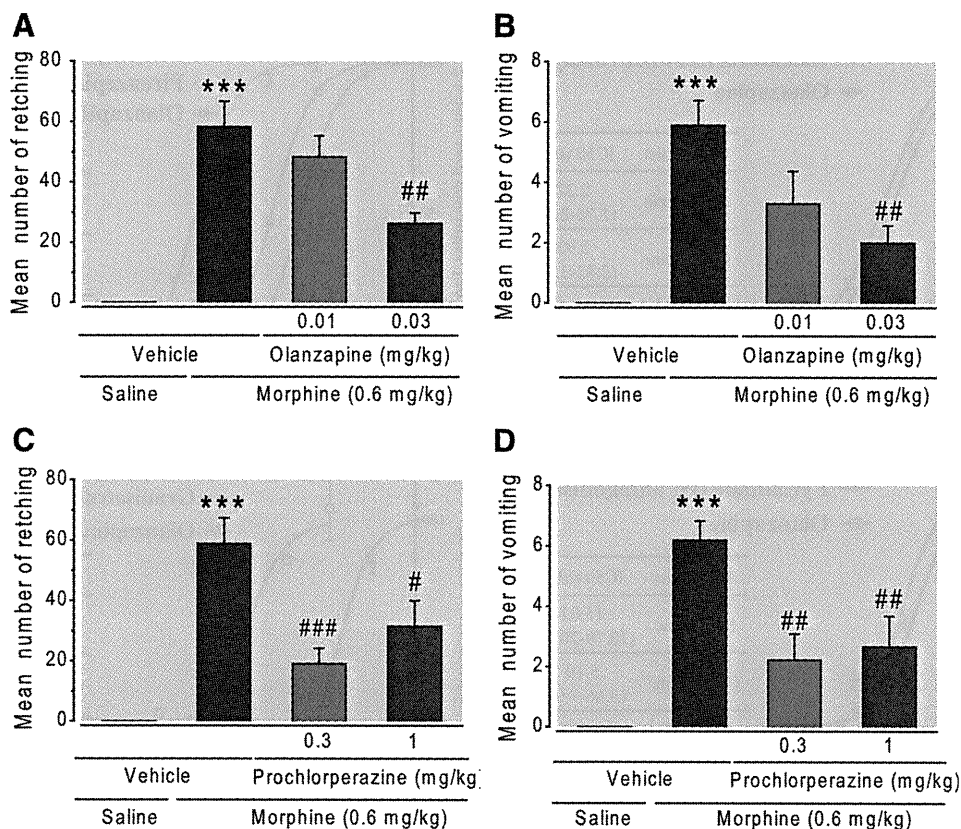 A
Mean number of retching
80
60
40
20
0
***
##
0.01 0.03
Vehicle Olanzapine (mg/kg)
Saline Morphine (0.6 mg/kg)
B
Mean number of vomiting
8
6
4
2
0
***
##
0.01 0.03
Vehicle Olanzapine (mg/kg)
Saline Morphine (0.6 mg/kg)
C
Mean number of retching
80
60
40
20
0
***
###
#
0.3 1
Vehicle Prochlorperazine (mg/kg)
Saline Morphine (0.6 mg/kg)
D
Mean number of vomiting
8
6
4
2
0
***
##
##
0.3 1
Vehicle Prochlorperazine (mg/kg)
Saline Morphine (0.6 mg/kg)